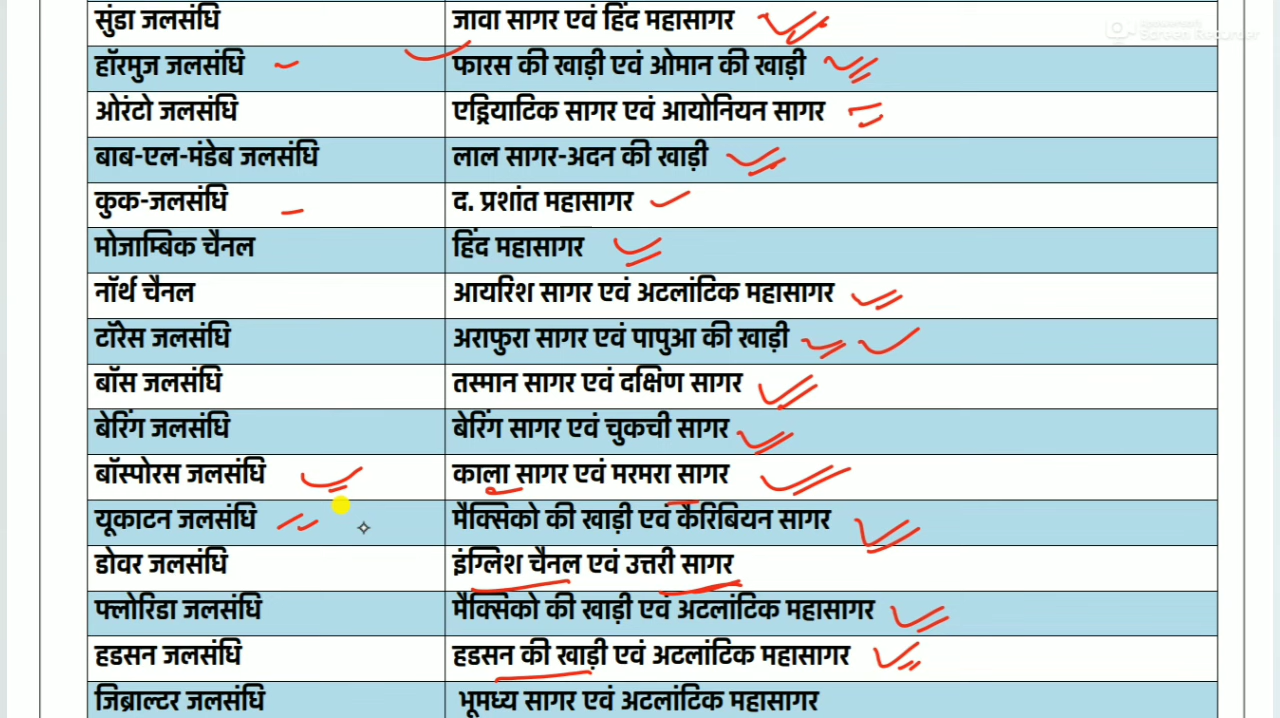 सुंडा जलसंधि जावा सागर एवं हिंद महासागर
हॉरमुज जलसंधि फारस की खाड़ी एवं ओमान की खाड़ी
ओरंटो जलसंधि एड्रियाटिक सागर एवं आयोनियन सागर
बाब-एल-मंडेब जलसंधि लाल सागर-अदन की खाड़ी
कुक-जलसंधि द. प्रशांत महासागर
मोजाम्बिक चैनल हिंद महासागर
नॉर्थ चैनल आयरिश सागर एवं अटलांटिक महासागर
टॉरेस जलसंधि अराफुरा सागर एवं पापुआ की खाड़ी
बॉस जलसंधि तस्मान सागर एवं दक्षिण सागर
बेरिंग जलसंधि बेरिंग सागर एवं चुकची सागर
बॉस्पोरस जलसंधि काला सागर एवं मरमरा सागर
यूकाटन जलसंधि मैक्सिको की खाड़ी एवं कैरिबियन सागर
डोवर जलसंधि इंग्लिश चैनल एवं उत्तरी सागर
फ्लोरिडा जलसंधि मैक्सिको की खाड़ी एवं अटलांटिक महासागर
हडसन जलसंधि हडसन की खाड़ी एवं अटलांटिक महासागर
जिब्राल्टर जलसंधि भूमध्य सागर एवं अटलांटिक महासागर
Screen Recorder